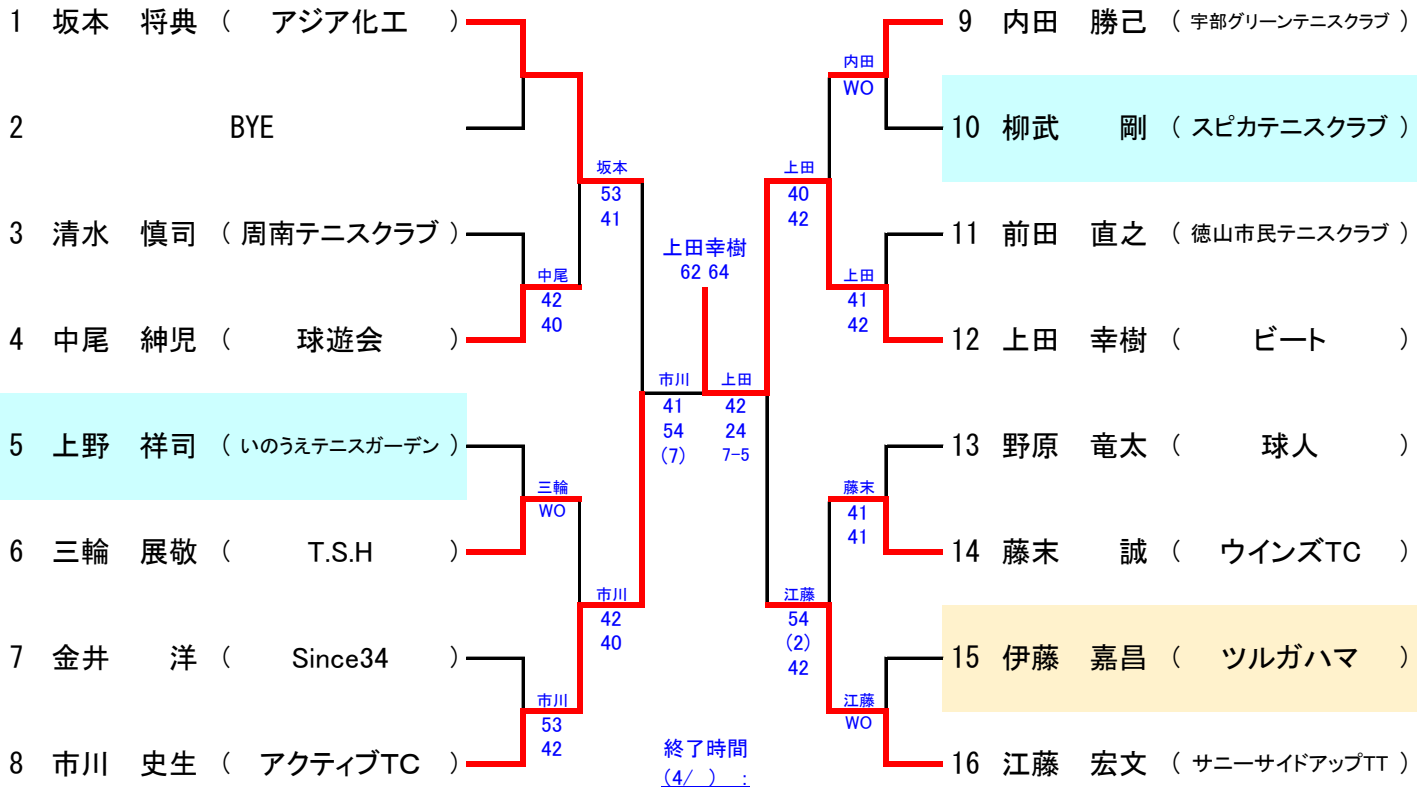 1 坂本 将典 ( アジア化工 )
2 BYE
3 清水 慎司 ( 周南テニスクラブ )
4 中尾 紳児 ( 球遊会 )
5 上野 祥司 ( いのうえテニスガーデン )
6 三輪 展敬 ( T.S.H )
7 金井 洋 ( Since34 )
8 市川 史生 ( アクティブTC )
中尾
42
40
三輪
WO
市川
53
42
坂本
53
41
市川
42
40
市川
41
54
(7)
上田幸樹
62 64
上田
42
24
7-5
終了時間
(4/ ) :
上田
40
42
江藤
54
(2)
42
内田
WO
上田
41
42
藤末
41
41
江藤
WO
9 内田 勝己 ( 宇部グリーンテニスクラブ )
10 柳武 剛 ( スピカテニスクラブ )
11 前田 直之 ( 徳山市民テニスクラブ )
12 上田 幸樹 ( ビート )
13 野原 竜太 ( 球人 )
14 藤末 誠 ( ウインズTC )
15 伊藤 嘉昌 ( ツルガハマ )
16 江藤 宏文 ( サニーサイドアップTT )